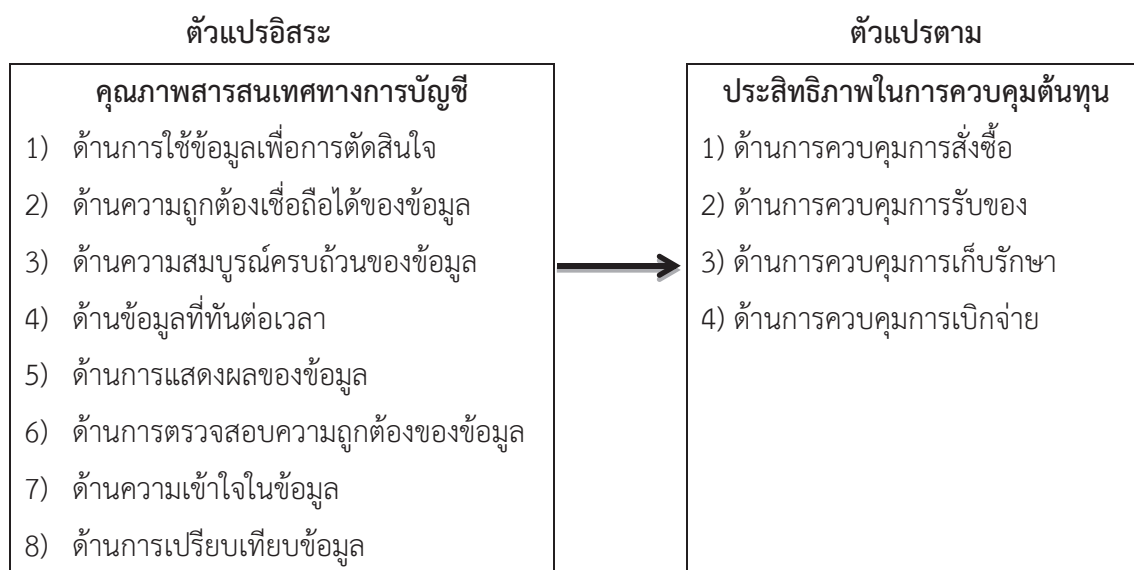 ตัวแปรอิสระ
คุณภาพสารสนเทศทางการบัญชี
1) ด้านการใช้ข้อมูลเพื่อการตัดสินใจ
2) ด้านความถูกต้องเชื่อถือได้ของข้อมูล
3) ด้านความสมบูรณ์ครบถ้วนของข้อมูล
4) ด้านข้อมูลที่ทันต่อเวลา
5) ด้านการแสดงผลของข้อมูล
6) ด้านการตรวจสอบความถูกต้องของข้อมูล
7) ด้านความเข้าใจในข้อมูล
8) ด้านการเปรียบเทียบข้อมูล
ตัวแปรตาม
ประสิทธิภาพในการควบคุมต้นทุน
1) ด้านการควบคุมการสั่งซื้อ
2) ด้านการควบคุมการรับของ
3) ด้านการควบคุมการเก็บรักษา
4) ด้านการควบคุมการเบิกจ่าย